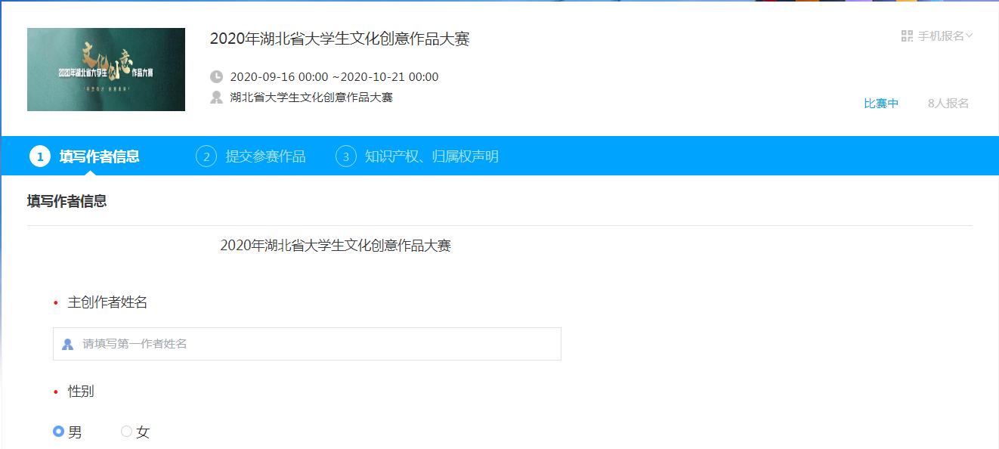 文化创意
2020年湖北省大学生
作品大赛
2020年湖北省大学生文化创意作品大赛
手机报名
2020-09-16 00:00 ~2020-10-21 00:00
湖北省大学生文化创意作品大赛
比赛中
8人报名
1 填写作者信息
2 提交参赛作品
3 知识产权、归属权声明
填写作者信息
2020年湖北省大学生文化创意作品大赛
• 主创作者姓名
请填写第一作者姓名
• 性别
男
女